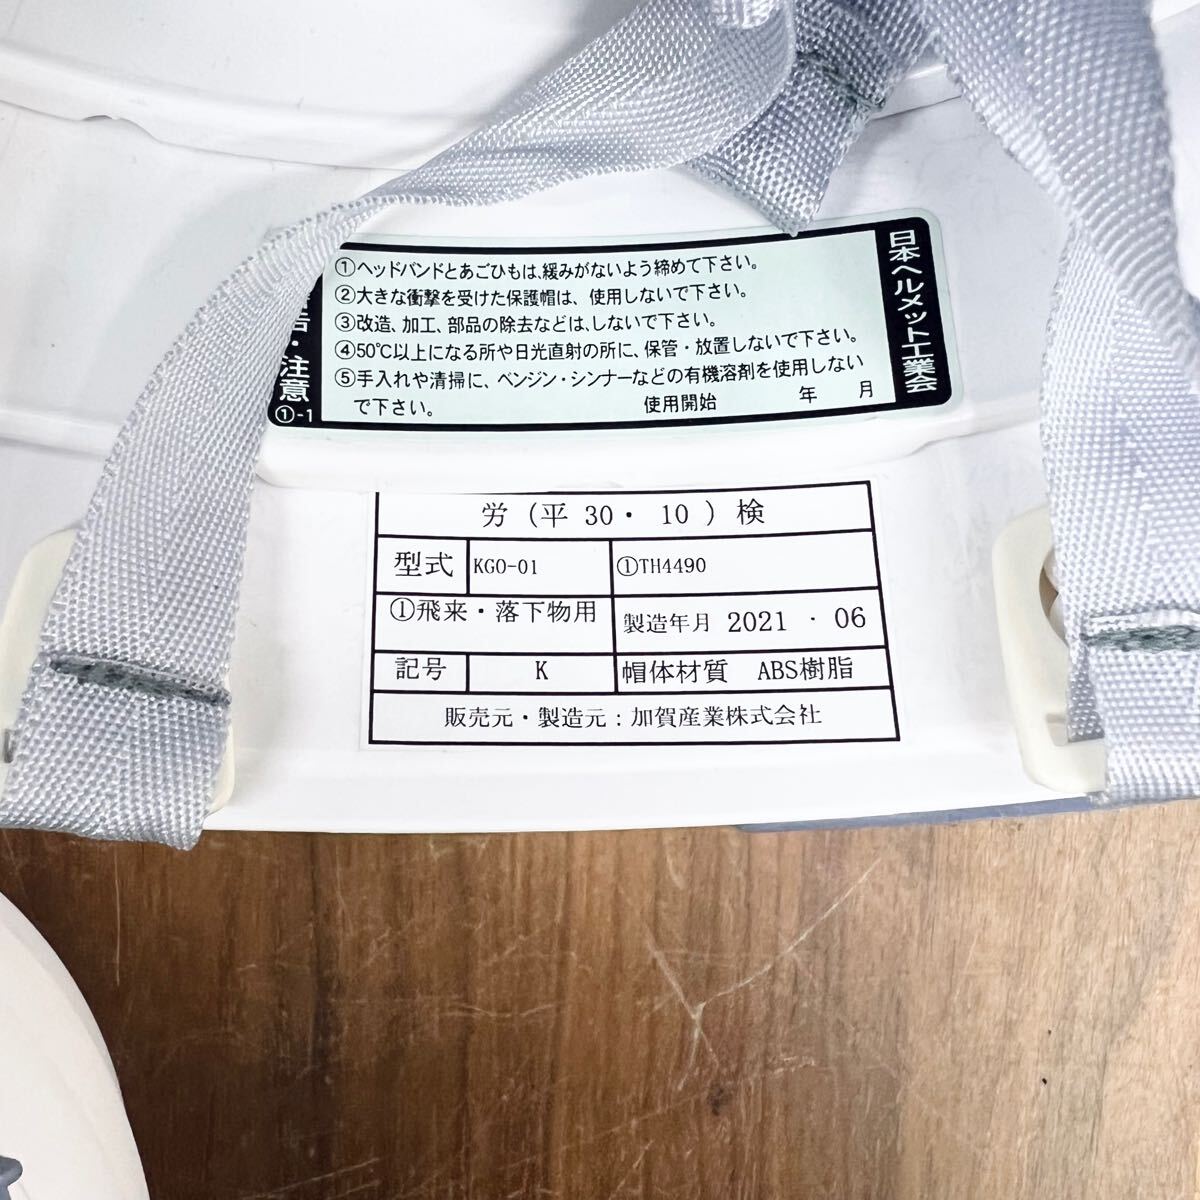 告・注意
①-1
①ヘッドバンドとあごひもは、緩みがないよう締めて下さい。
②大きな衝撃を受けた保護帽は、使用しないで下さい。
③改造、加工、部品の除去などは、しないで下さい。
④50℃以上になる所や日光直射の所に、保管・放置しないで下さい。
⑤手入れや清掃に、ベンジン・シンナーなどの有機溶剤を使用しない
で下さい。
使用開始 年 月
日本ヘルメット工業会
労 (平 30・ 10 ) 検
型式 KGO-01 ①TH4490
①飛来・落下物用 製造年月 2021 ・ 06
記号 K 帽体材質 ABS樹脂
販売元・製造元：加賀産業株式会社